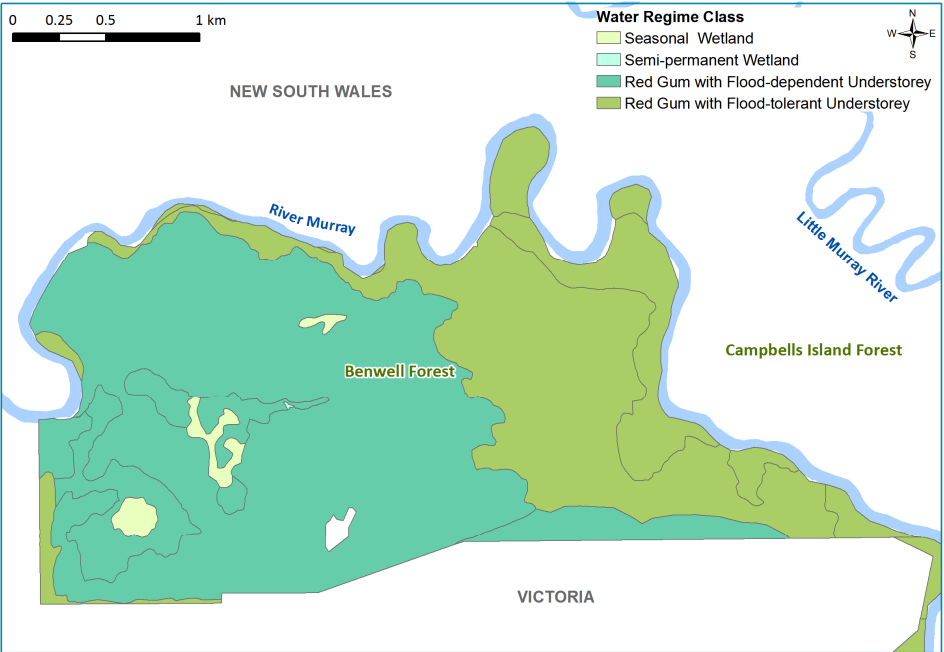 0 0.25 0.5 1 km
Water Regime Class
Seasonal Wetland
Semi-permanent Wetland
Red Gum with Flood-dependent Understorey
Red Gum with Flood-tolerant Understorey
N
W E
S
NEW SOUTH WALES
River Murray
Little Murray River
Campbells Island Forest
Benwell Forest
VICTORIA